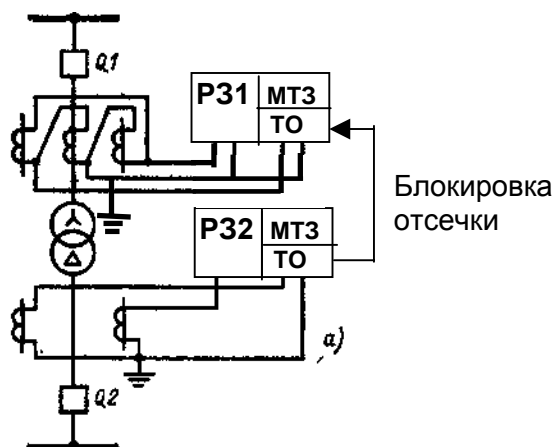 Q1
РЗ1 МТЗ
ТО
Блокировка
отсечки
РЗ2 МТЗ
ТО
а)
Q2